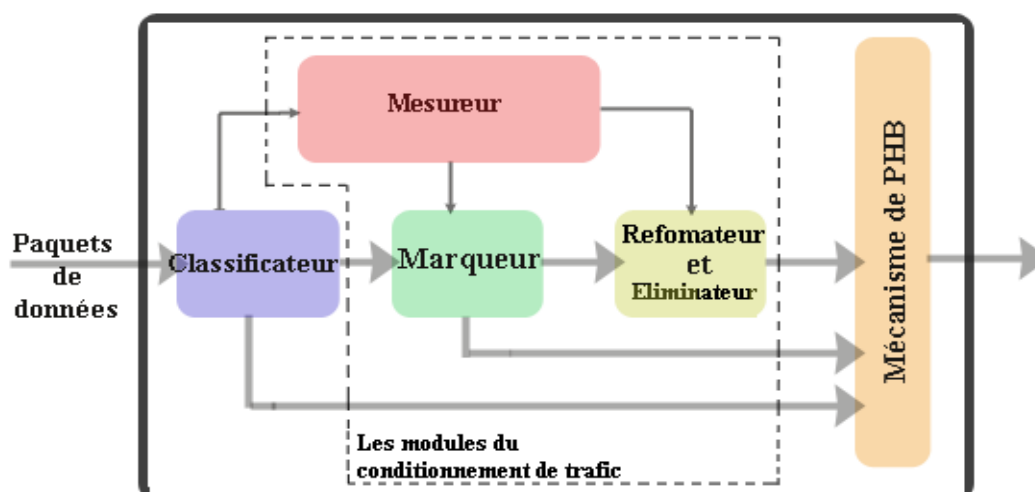 Mesureur
Paquets
de
données
Classificateur
Marqueur
Refomateur
et
Eliminateur
Mécanisme de PHB
Les modules du
conditionnement de trafic